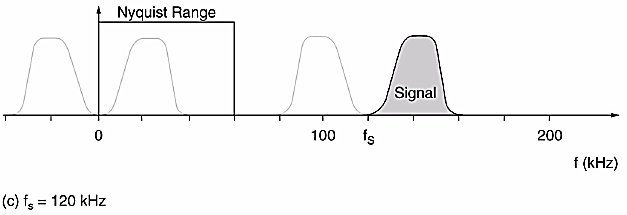 Nyquist Range
Signal
0 100 fs 200
f (kHz)
(c) fs = 120 kHz